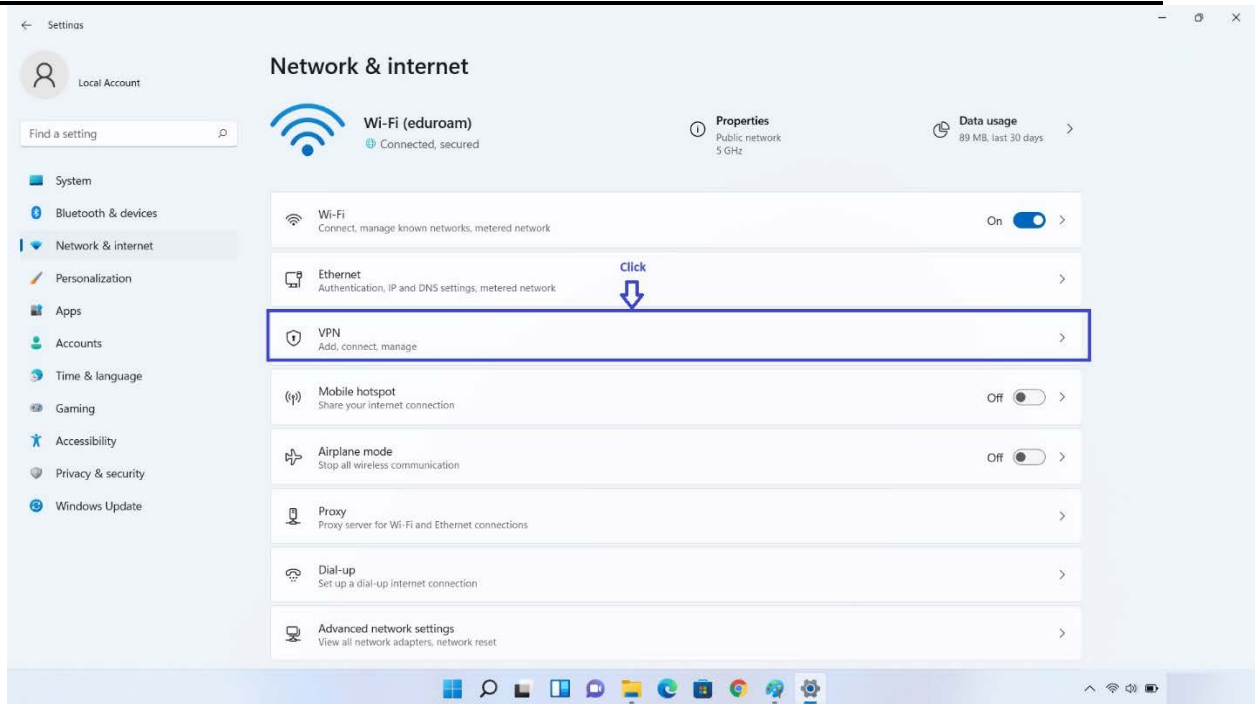 Settings
Local Account
Find a setting
System
Bluetooth & devices
Network & internet
Personalization
Apps
Accounts
Time & language
Gaming
Accessibility
Privacy & security
Windows Update
Network & internet
Wi-Fi (eduroam)
Connected, secured
Properties
Public network
5 GHz
Data usage
89 MB, last 30 days
Wi-Fi
Connect, manage known networks, metered network
On
Ethernet
Authentication, IP and DNS settings, metered network
Click
VPN
Add, connect, manage
Mobile hotspot
Share your internet connection
Off
Airplane mode
Stop all wireless communication
Off
Proxy
Proxy server for Wi-Fi and Ethernet connections
Dial-up
Set up a dial-up internet connection
Advanced network settings
View all network adapters, network reset